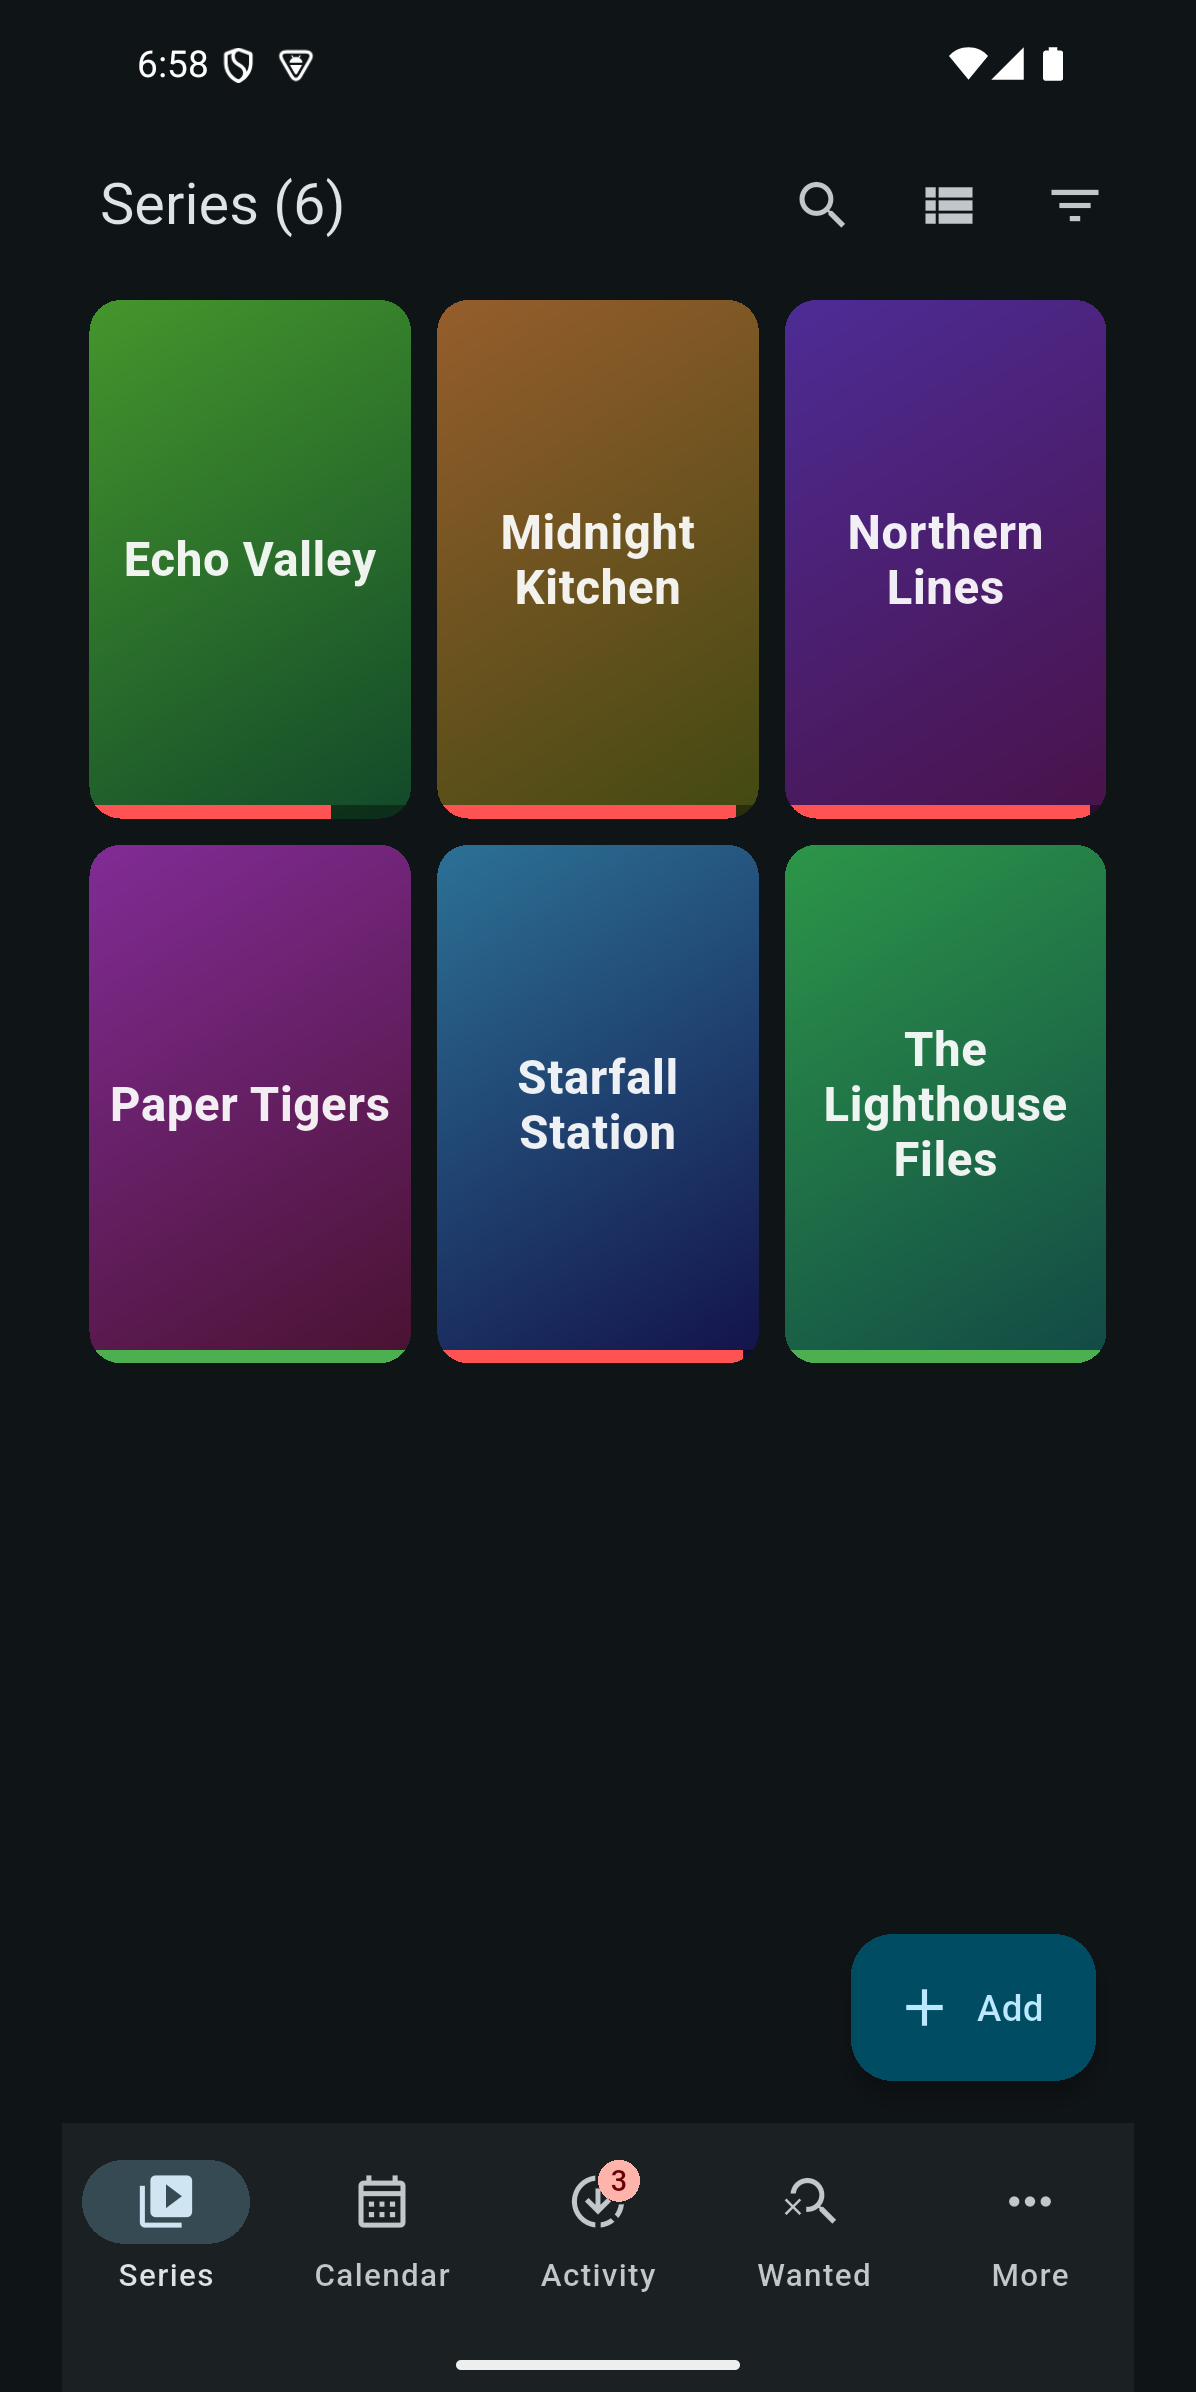 6:58
Series (6)
Echo Valley
Midnight
Kitchen
Northern
Lines
Paper Tigers
Starfall
Station
The
Lighthouse
Files
Add
3
Series
Calendar
Activity
Wanted
More